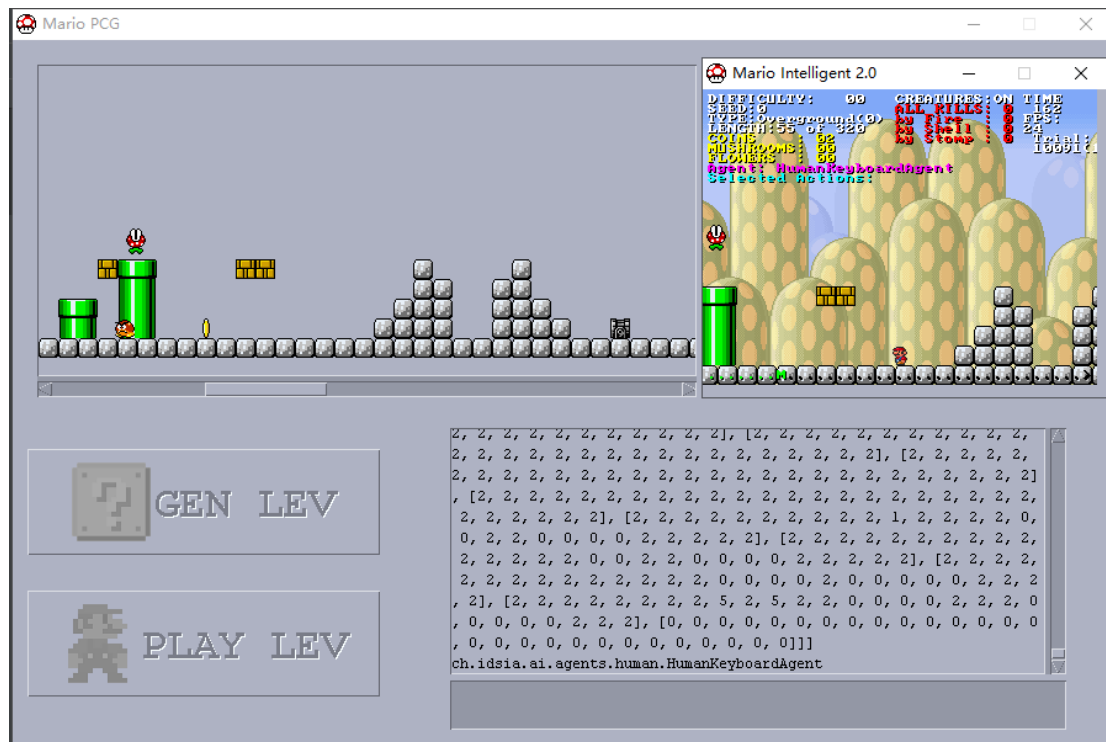 Mario PCG
Mario Intelligent 2.0
DIFFICULTY: 00 CREATURES:ON TIME
SEED:0 ALL KILLS: 0 162
TYPE:Overground(0) by Fire : 0 FPS:
LENGTH:55 of 320 by Shell : 0 24
COINS : 02 by Stomp : 0 Trial:
MUSHROOMS: 00
FLOWERS : 00
Agent: HumanKeyboardAgent
Selected Actions:
GEN LEV
PLAY LEV
2, 2, 2, 2, 2, 2, 2, 2, 2, 2, 2], [2, 2, 2, 2, 2, 2, 2, 2, 2, 2, 2,
2, 2, 2, 2, 2, 2, 2, 2, 2, 2, 2, 2, 2, 2, 2, 2, 2], [2, 2, 2, 2, 2,
2, 2, 2, 2, 2, 2, 2, 2, 2, 2, 2, 2, 2, 2, 2, 2, 2, 2, 2, 2, 2, 2, 2]
, [2, 2, 2, 2, 2, 2, 2, 2, 2, 2, 2, 2, 2, 2, 2, 2, 2, 2, 2, 2, 2, 2,
2, 2, 2, 2, 2, 2], [2, 2, 2, 2, 2, 2, 2, 2, 2, 2, 1, 2, 2, 2, 2, 0,
0, 2, 2, 0, 0, 0, 0, 2, 2, 2, 2, 2], [2, 2, 2, 2, 2, 2, 2, 2, 2, 2,
2, 2, 2, 2, 2, 0, 0, 2, 2, 0, 0, 0, 0, 2, 2, 2, 2, 2], [2, 2, 2, 2,
2, 2, 2, 2, 2, 2, 2, 2, 2, 2, 0, 0, 0, 0, 2, 0, 0, 0, 0, 0, 2, 2, 2
, 2], [2, 2, 2, 2, 2, 2, 2, 2, 5, 2, 5, 2, 2, 0, 0, 0, 0, 2, 2, 2, 0
, 0, 0, 0, 0, 2, 2, 2], [0, 0, 0, 0, 0, 0, 0, 0, 0, 0, 0, 0, 0, 0, 0
, 0, 0, 0, 0, 0, 0, 0, 0, 0, 0, 0, 0, 0]]]
ch.idsia.ai.agents.human.HumanKeyboardAgent